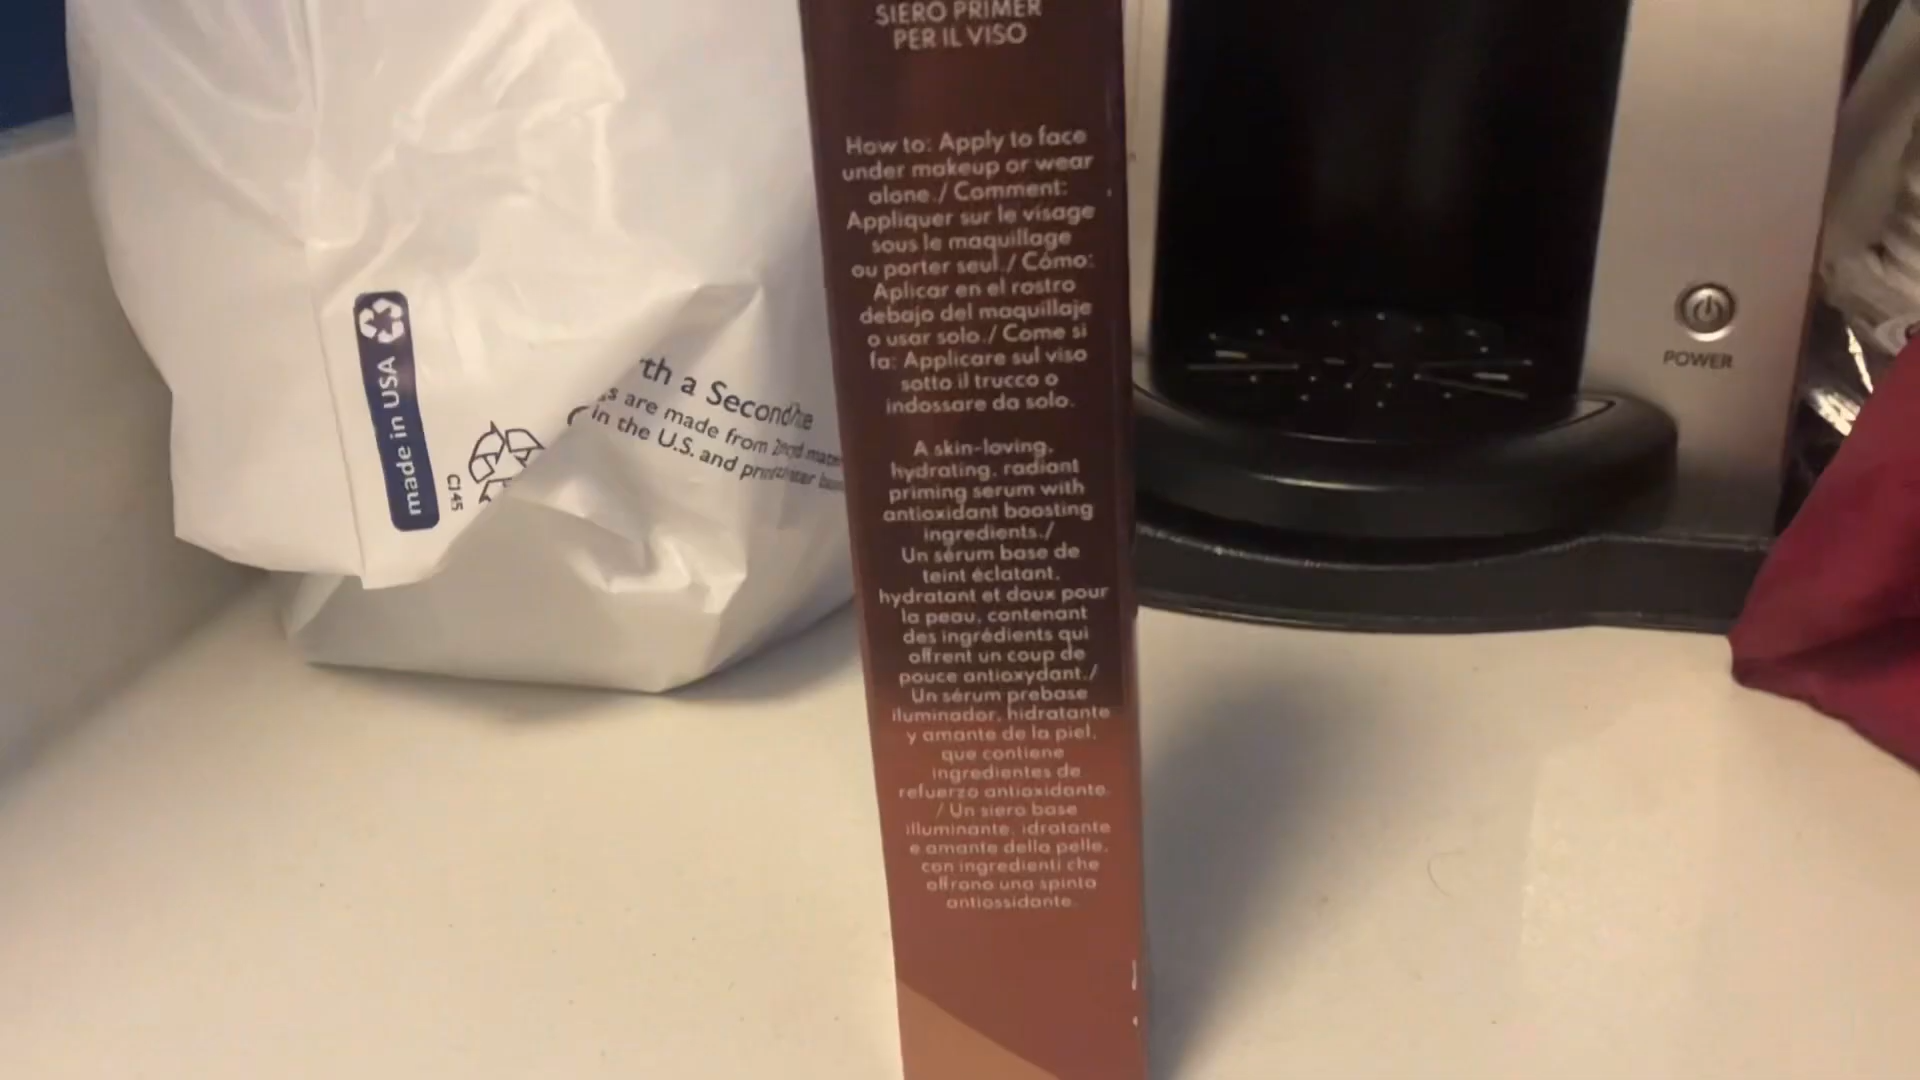 SIERO PRIMER
PER IL VISO
How to: Apply to face
under makeup or wear
alone./ Comment:
Appliquer sur le visage
sous le maquillage
ou porter seul./ Cómo:
Aplicar en el rostro
debajo del maquillaje
o usar solo./ Come si
fa: Applicare sul viso
sotto il trucco o
indossare da solo.
A skin-loving,
hydrating, radiant
priming serum with
antioxidant boosting
ingredients./
Un sérum base de
teint éclatant,
hydratant et doux pour
la peau, contenant
des ingrédients qui
offrent un coup de
pouce antioxydant./
Un sérum prebase
iluminador, hidratante
y amante de la piel,
que contiene
ingredientes de
refuerzo antioxidante.
/ Un siero base
illuminante, idratante
e amante della pelle,
con ingredienti che
offrono una spinta
antiossidante.
made in USA
CJ45
a Second
are made from
in the U.S. and
POWER